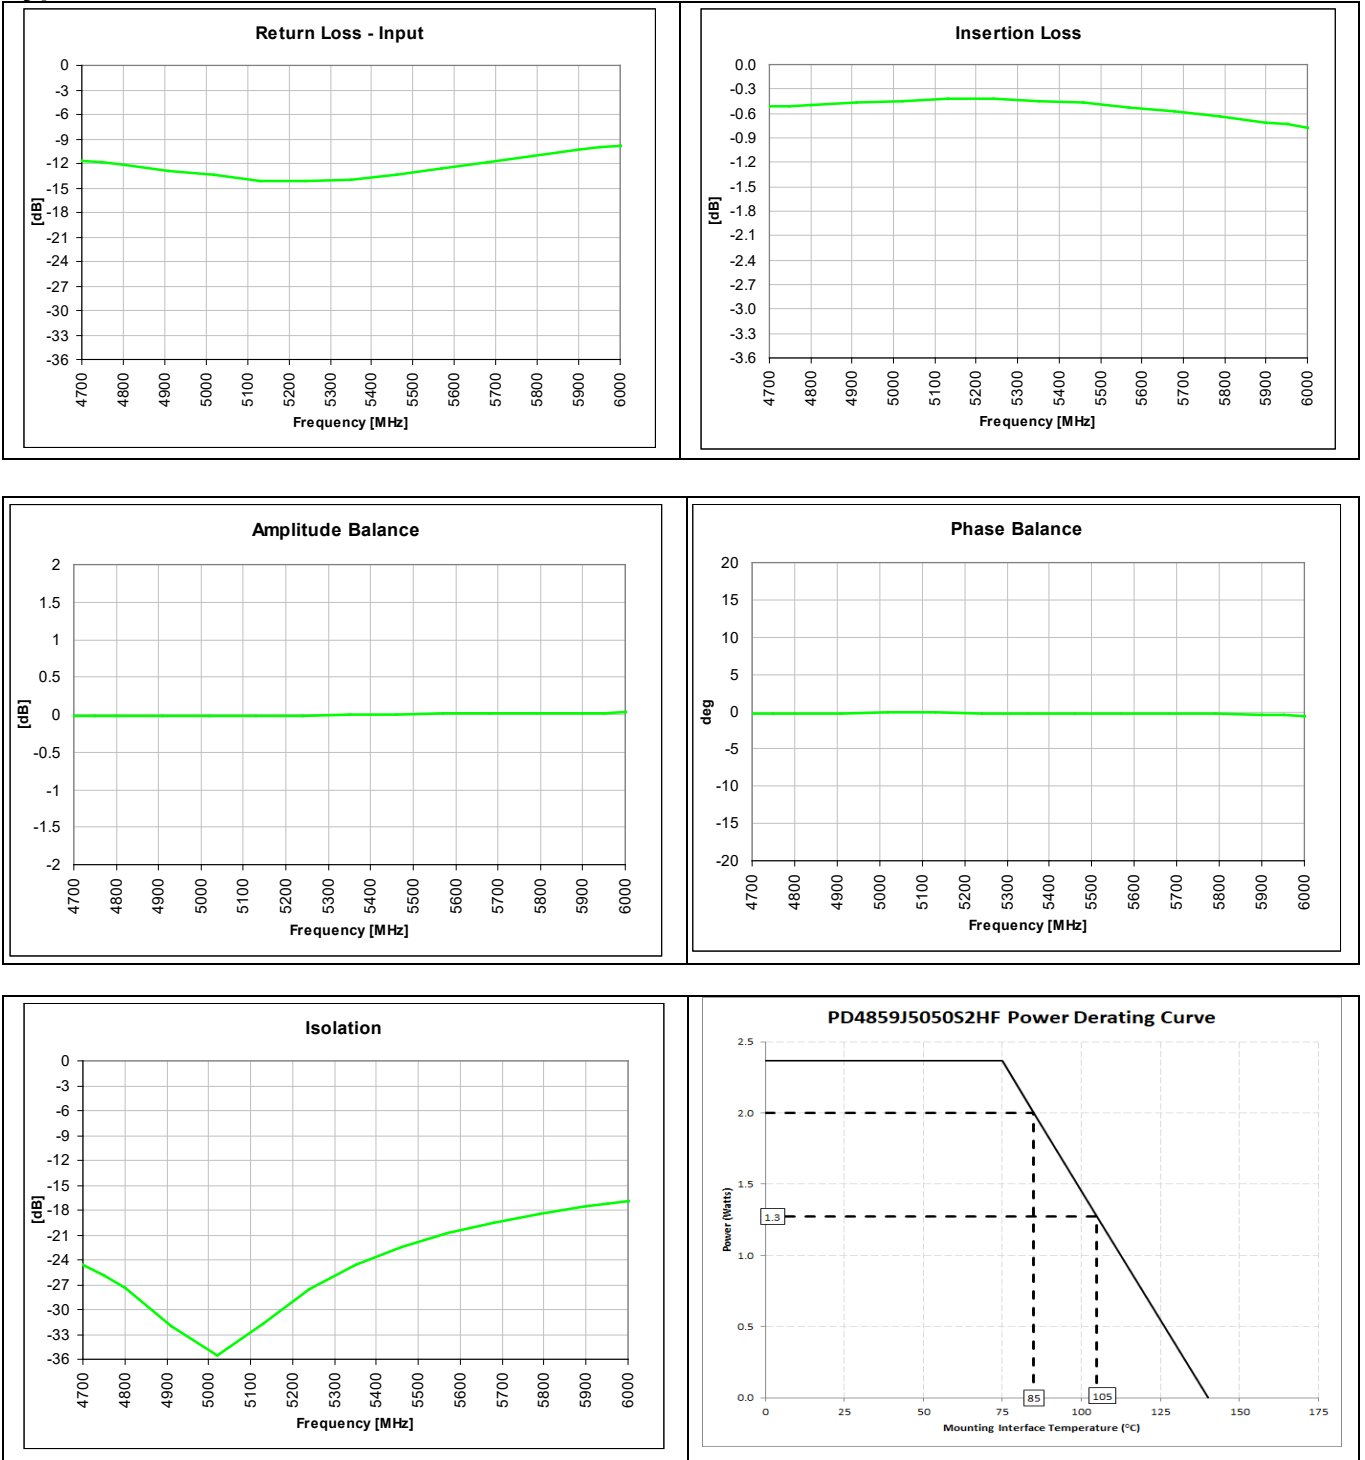 Return Loss - Input
0
-3
-6
-9
-12
-15
-18
-21
-24
-27
-30
-33
-36
[dB]
4700 4800 4900 5000 5100 5200 5300 5400 5500 5600 5700 5800 5900 6000
Frequency [MHz]
Insertion Loss
0.0
-0.3
-0.6
-0.9
-1.2
-1.5
-1.8
-2.1
-2.4
-2.7
-3.0
-3.3
-3.6
[dB]
4700 4800 4900 5000 5100 5200 5300 5400 5500 5600 5700 5800 5900 6000
Frequency [MHz]
Amplitude Balance
2
1.5
1
0.5
0
-0.5
-1
-1.5
-2
[dB]
4700 4800 4900 5000 5100 5200 5300 5400 5500 5600 5700 5800 5900 6000
Frequency [MHz]
Phase Balance
20
15
10
5
0
-5
-10
-15
-20
deg
4700 4800 4900 5000 5100 5200 5300 5400 5500 5600 5700 5800 5900 6000
Frequency [MHz]
Isolation
0
-3
-6
-9
-12
-15
-18
-21
-24
-27
-30
-33
-36
[dB]
4700 4800 4900 5000 5100 5200 5300 5400 5500 5600 5700 5800 5900 6000
Frequency [MHz]
PD4859J5050S2HF Power Derating Curve
2.5
2.0
1.5
1.3
1.0
0.5
0.0
Power (Watts)
85 105
0 25 50 75 100 125 150 175
Mounting Interface Temperature (°C)